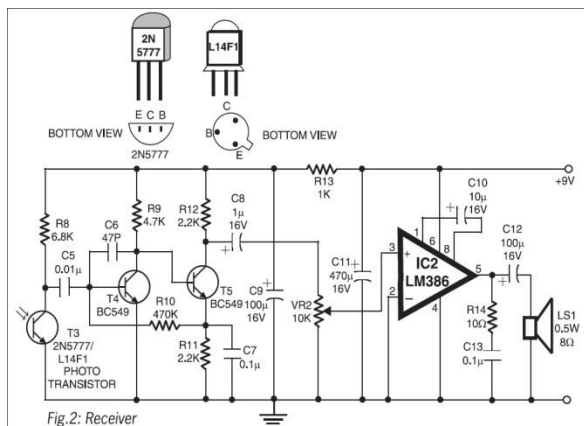 2N
5777
L14F1
E C B
BOTTOM VIEW
2N5777
C
B
E
BOTTOM VIEW
R13
1K
+9V
R8
6.8K
C5
0.01µ
C6
47P
R9
4.7K
R12
2.2K
C8
1µ
16V
T4
BC549
T5
BC549
R10
470K
R11
2.2K
C7
0.1µ
C9
100µ
16V
VR2
10K
C11
470µ
16V
C10
10µ
16V
1
6
8
3
+
IC2
LM386
5
2
−
4
C12
100µ
16V
R14
10Ω
C13
0.1µ
LS1
0.5W
8Ω
T3
2N5777/
L14F1
PHOTO
TRANSISTOR
Fig.2: Receiver